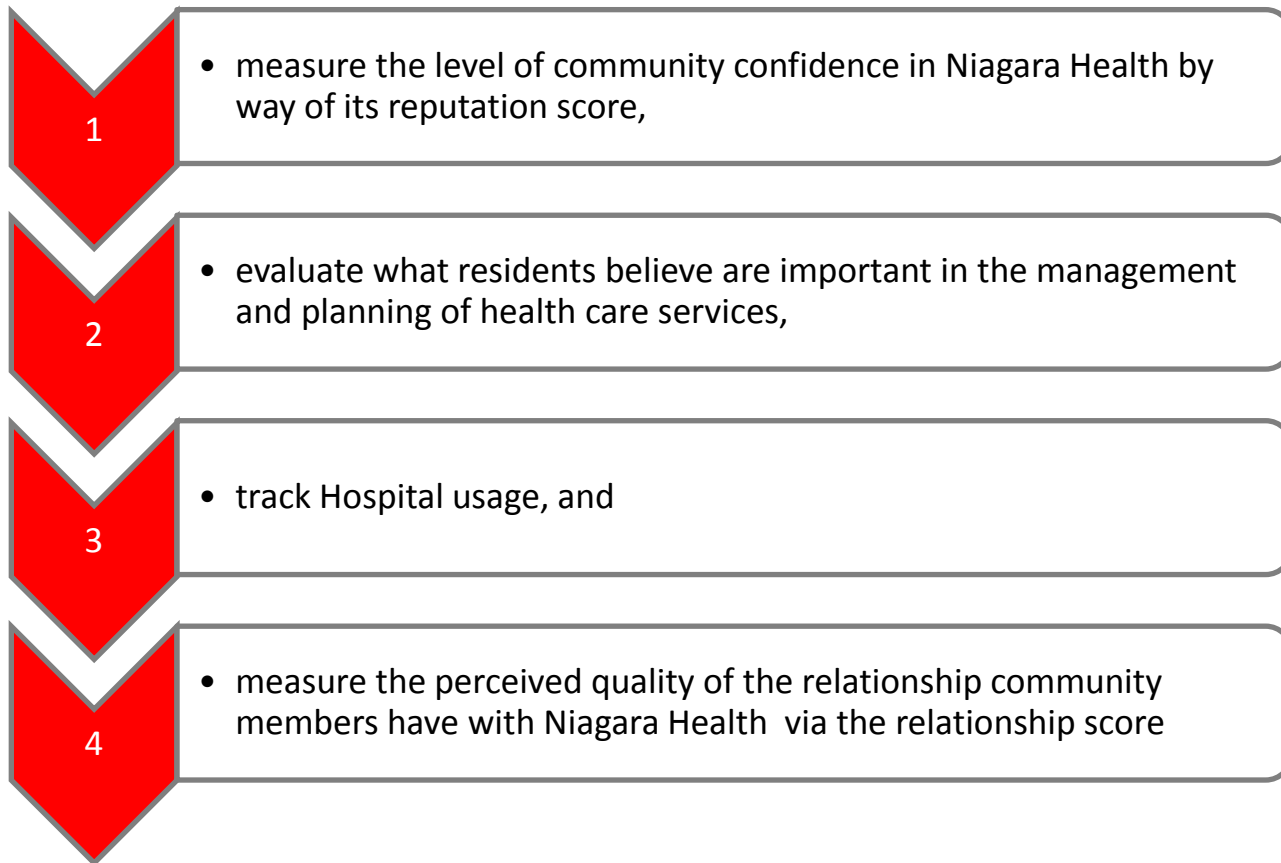 1
• measure the level of community confidence in Niagara Health by
way of its reputation score,
2
• evaluate what residents believe are important in the management
and planning of health care services,
3
• track Hospital usage, and
4
• measure the perceived quality of the relationship community
members have with Niagara Health  via the relationship score